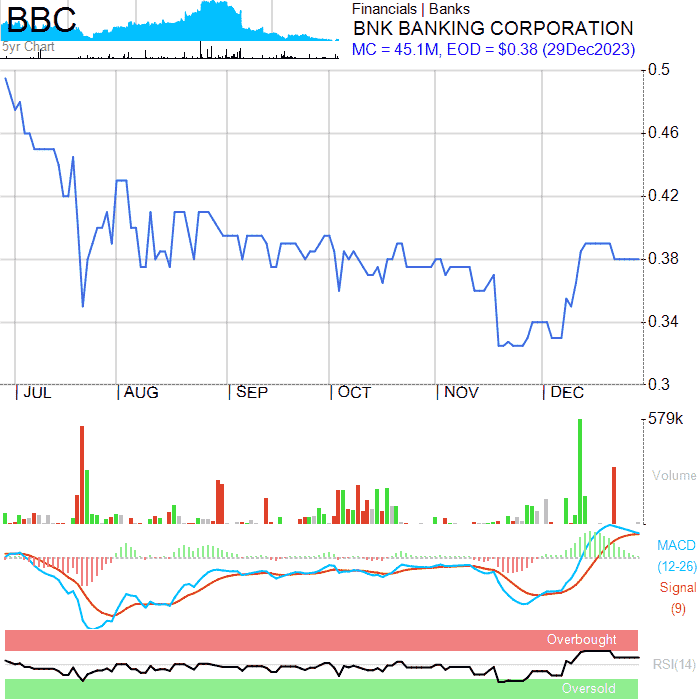 BBC
5yr Chart
Financials | Banks
BNK BANKING CORPORATION
MC = 45.1M, EOD = $0.38 (29Dec2023)
0.5
0.46
0.42
0.38
0.34
0.3
JUL AUG SEP OCT NOV DEC
579k
Volume
MACD
(12-26)
Signal
(9)
Overbought
RSI(14)
Oversold